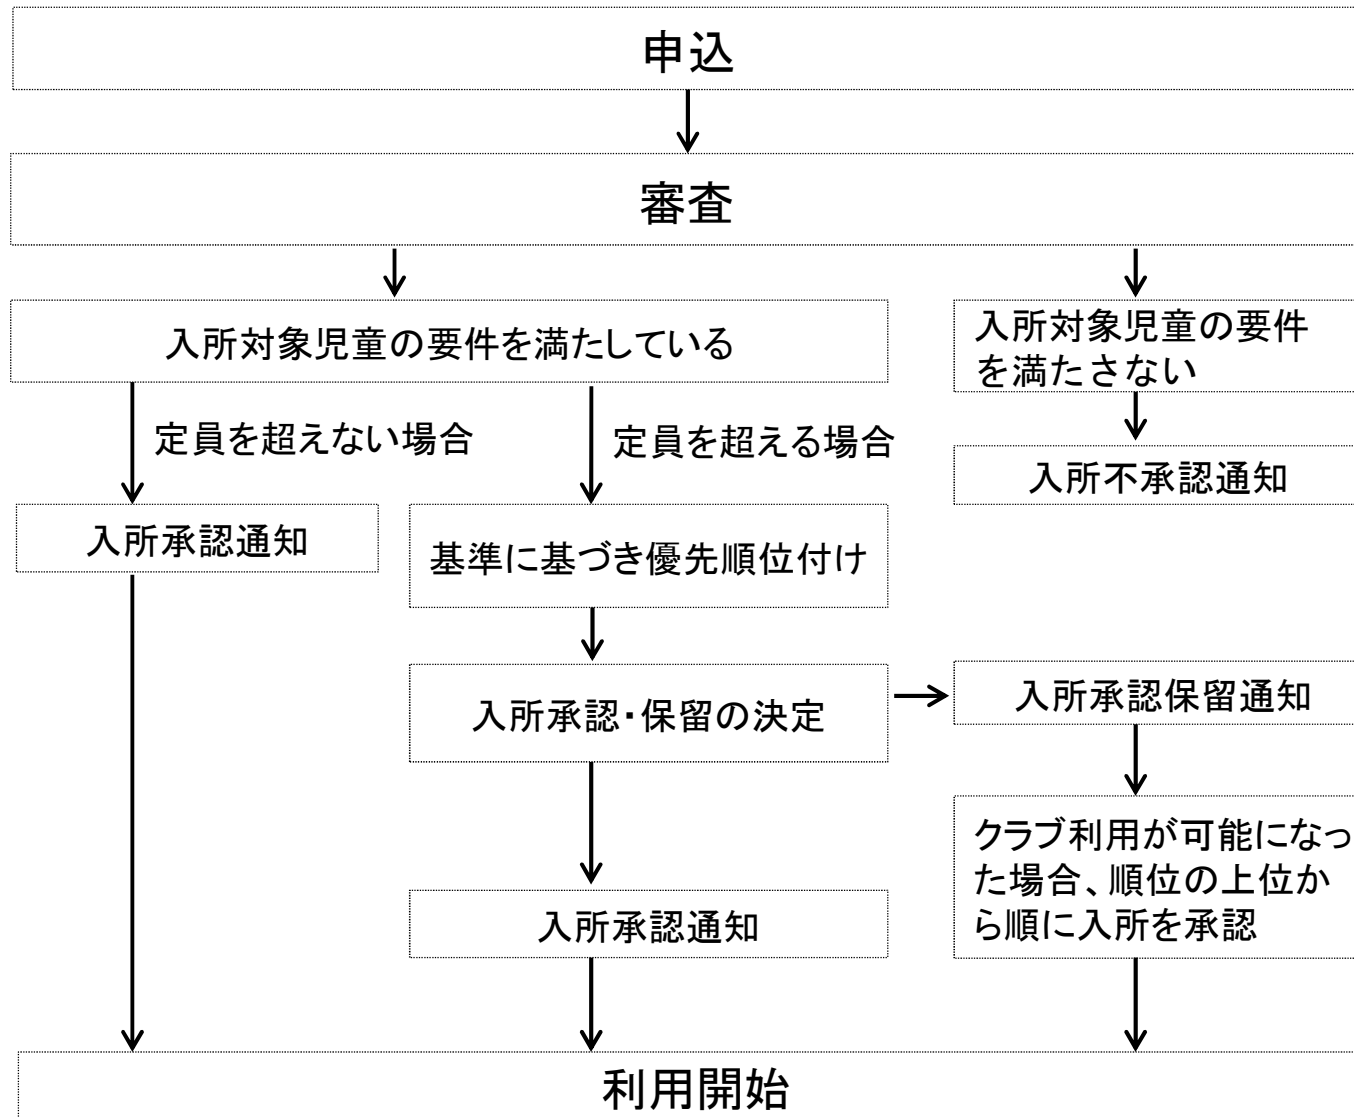 申込
審査
入所対象児童の要件を満たしている
入所対象児童の要件
を満たさない
定員を超えない場合
定員を超える場合
入所不承認通知
入所承認通知
基準に基づき優先順位付け
入所承認・保留の決定
入所承認保留通知
クラブ利用が可能になっ
た場合、順位の上位か
ら順に入所を承認
入所承認通知
利用開始